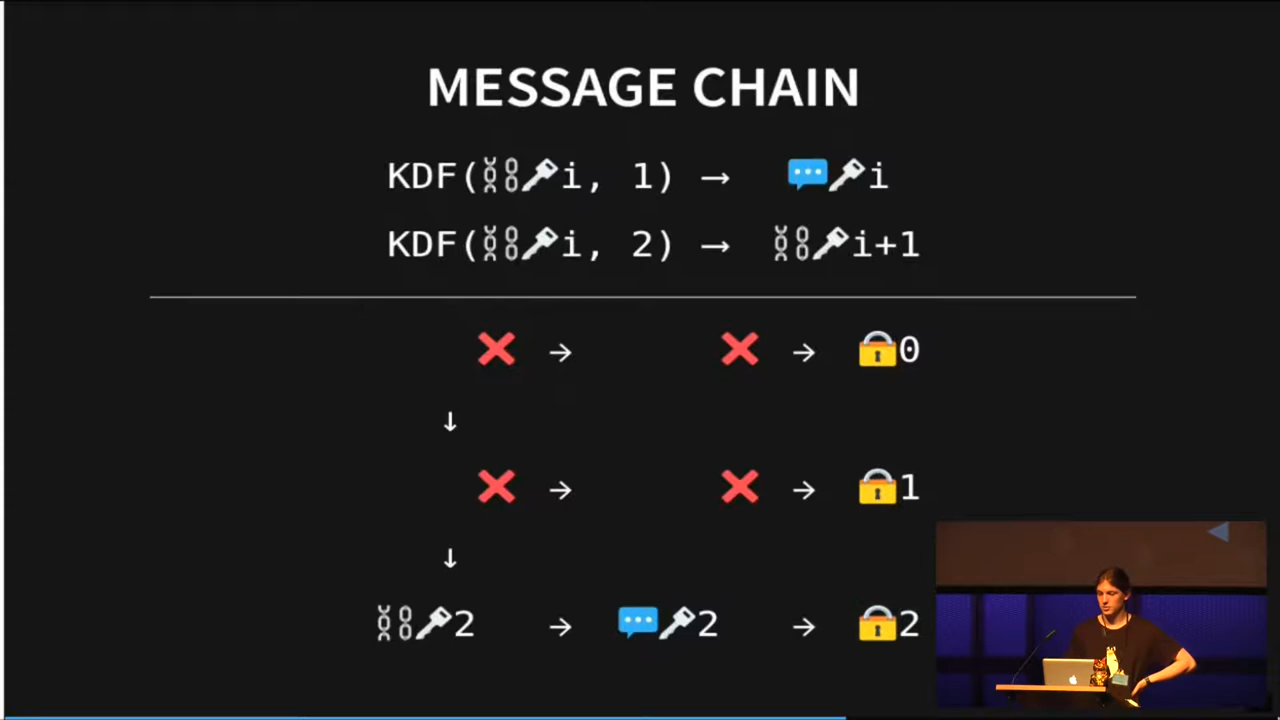 MESSAGE CHAIN
KDF(⛓🔑i, 1) → 💬🔑i
KDF(⛓🔑i, 2) → ⛓🔑i+1
❌ → ❌ → 🔒0
↓
❌ → ❌ → 🔒1
↓
⛓🔑2 → 💬🔑2 → 🔒2